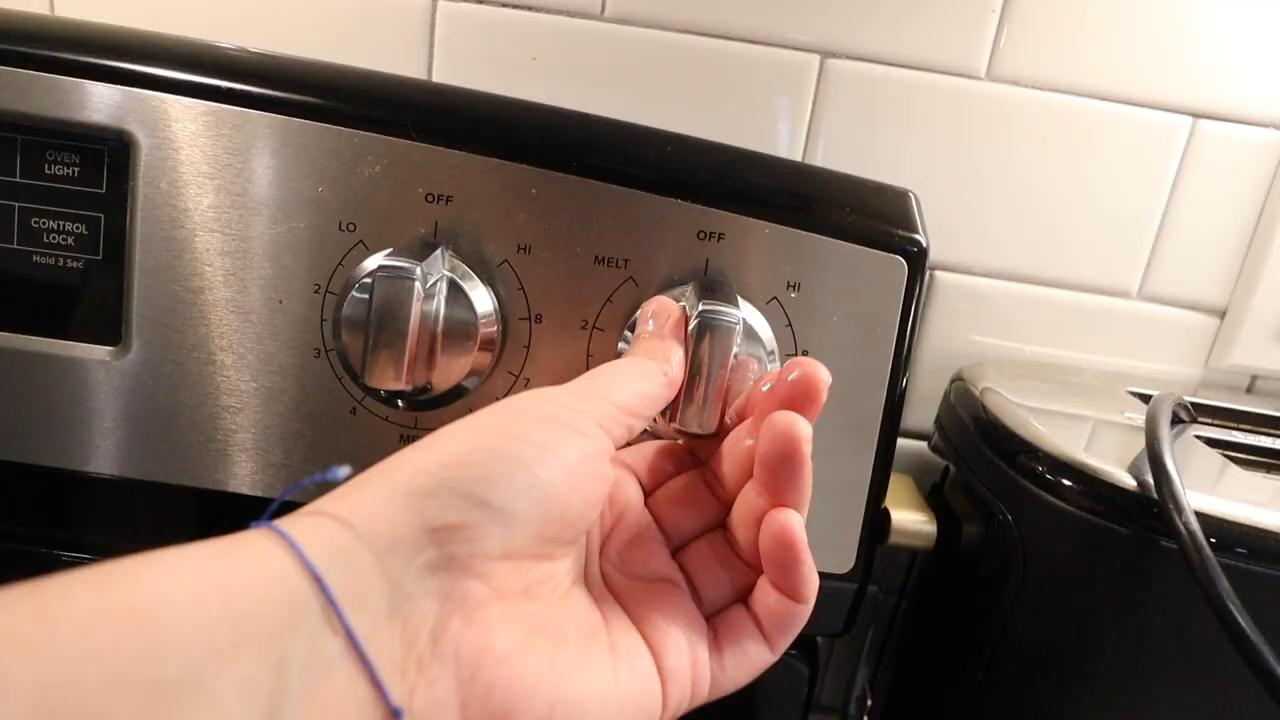 OVEN
LIGHT
CONTROL
LOCK
Hold 3 Sec
OFF
LO
HI
2
8
3
7
4
OFF
MELT
HI
2